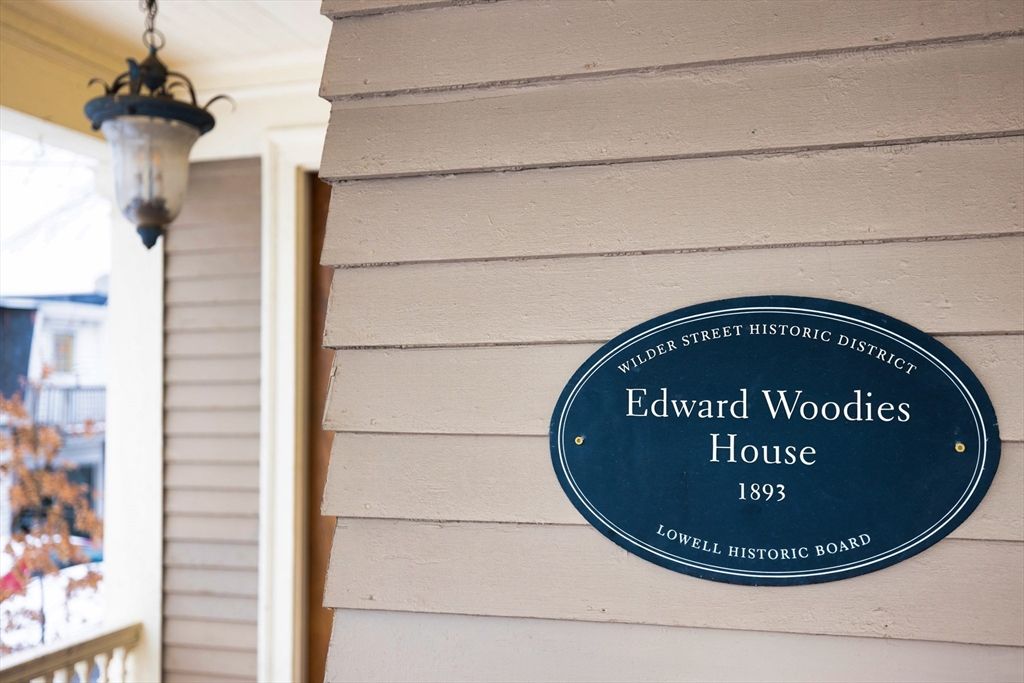 WILDER STREET HISTORIC DISTRICT
Edward Woodies
House
1893
LOWELL HISTORIC BOARD